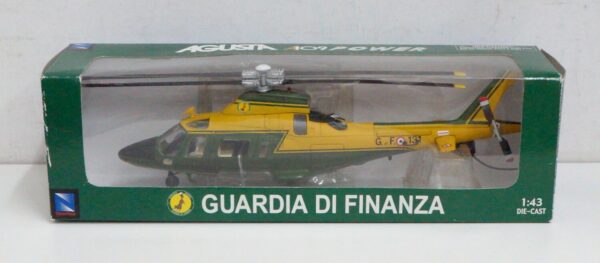 AGUSTA A109 POWER
GUARDIA DI FINANZA
1:43
DIE-CAST